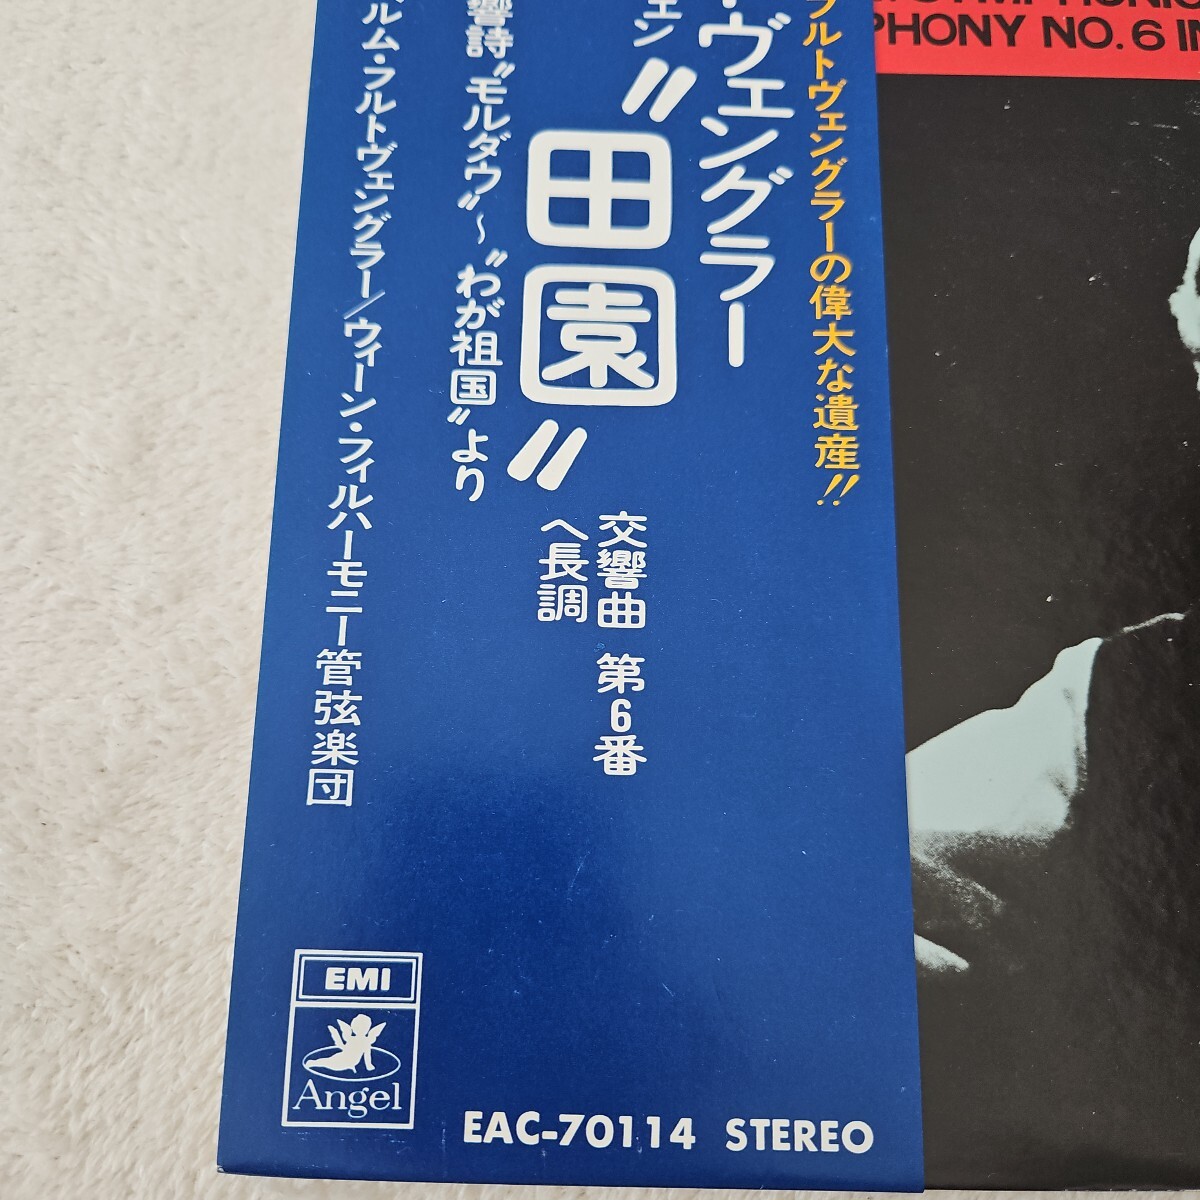 フルトヴェングラーの偉大な遺産!!
ヴェングラー
ェン
"田園"
交響曲 第6番
ヘ長調
響詩"モルダウ"~"わが祖国"より
ルム・フルトヴェングラー/ウィーン・フィルハーモニー管弦楽団
EMI
Angel
EAC-70114 STEREO
PHONY NO. 6 IN